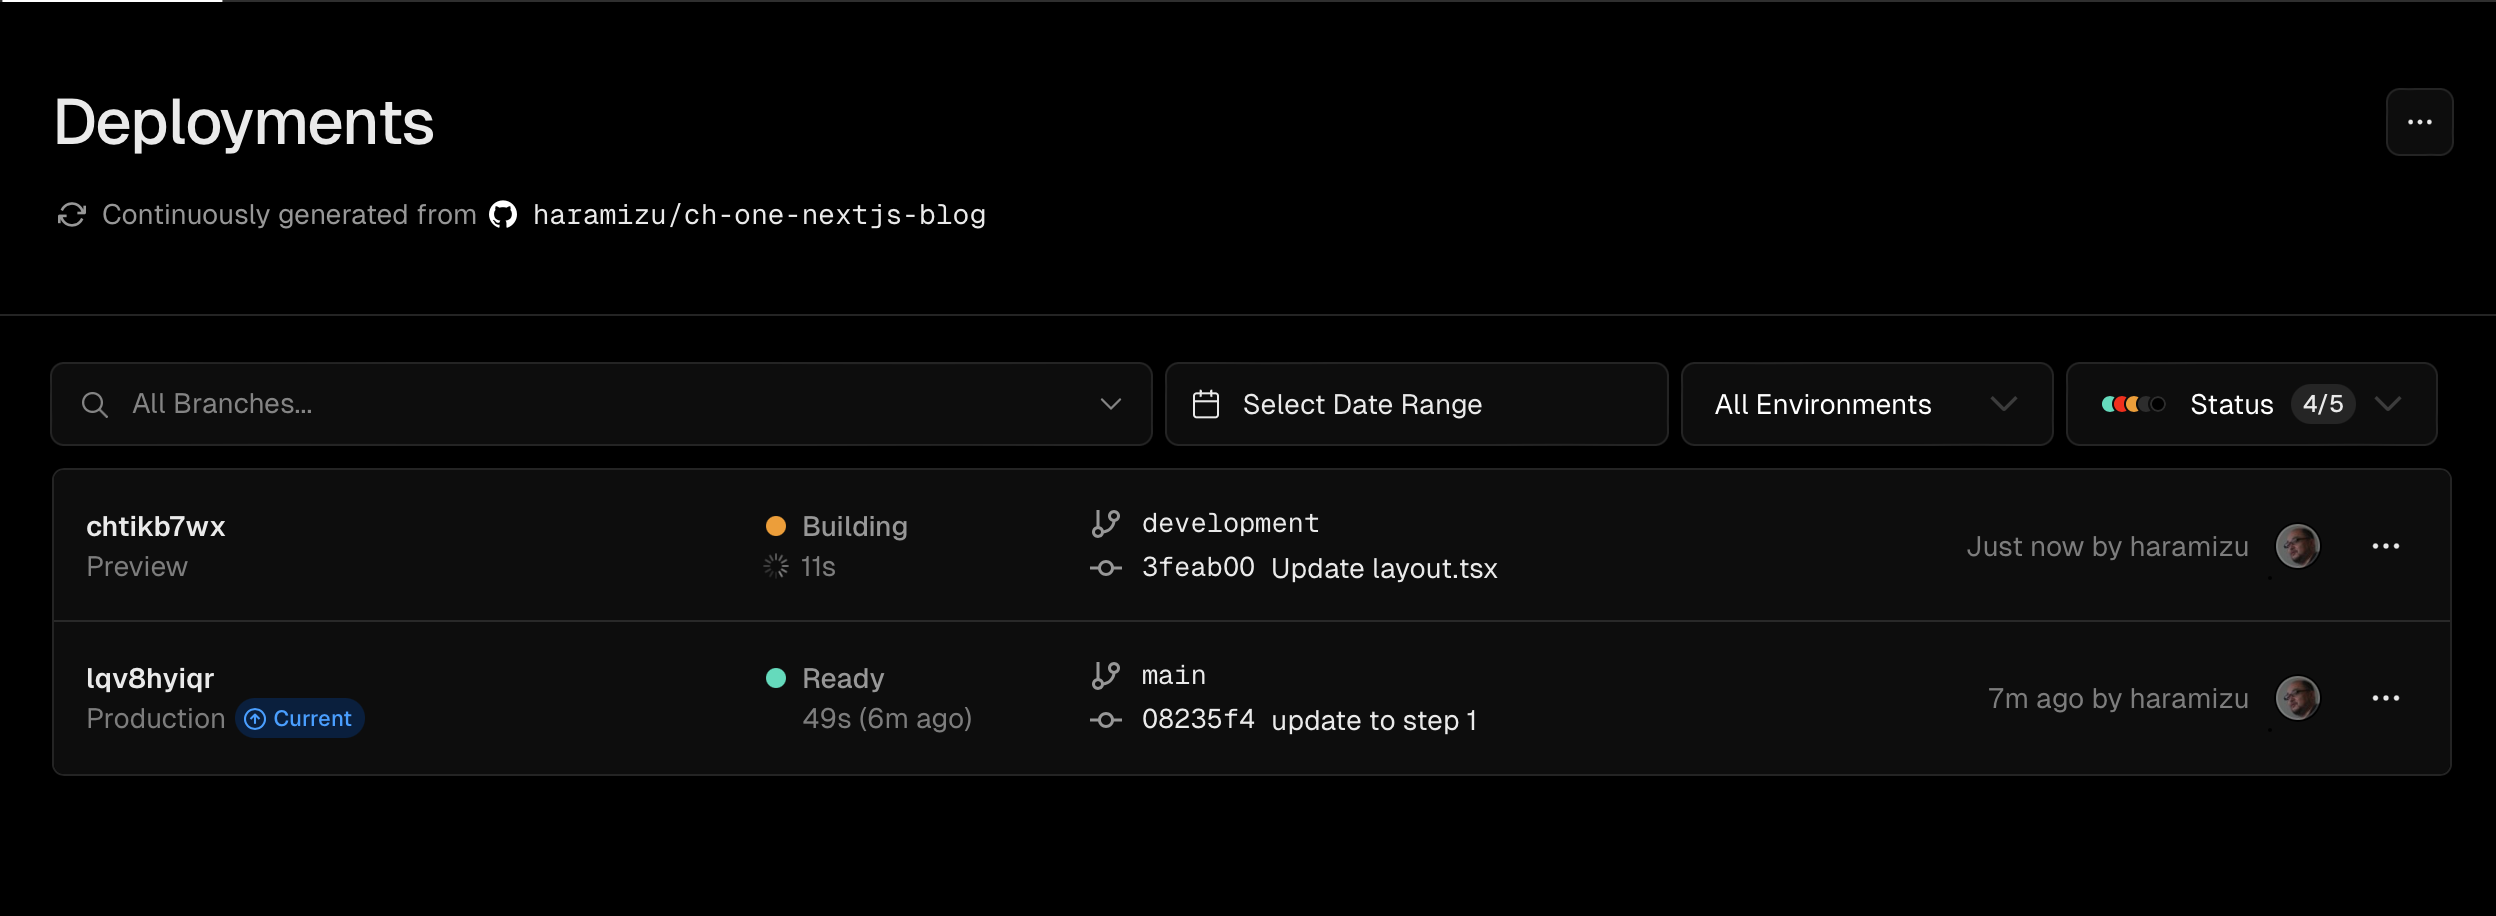 Deployments
Continuously generated from haramizu/ch-one-nextjs-blog
All Branches...
Select Date Range
All Environments
Status 4/5
chtikb7wx
Preview
Building
11s
development
3feab00 Update layout.tsx
Just now by haramizu
lqv8hyiqr
Production Current
Ready
49s (6m ago)
main
08235f4 update to step 1
7m ago by haramizu